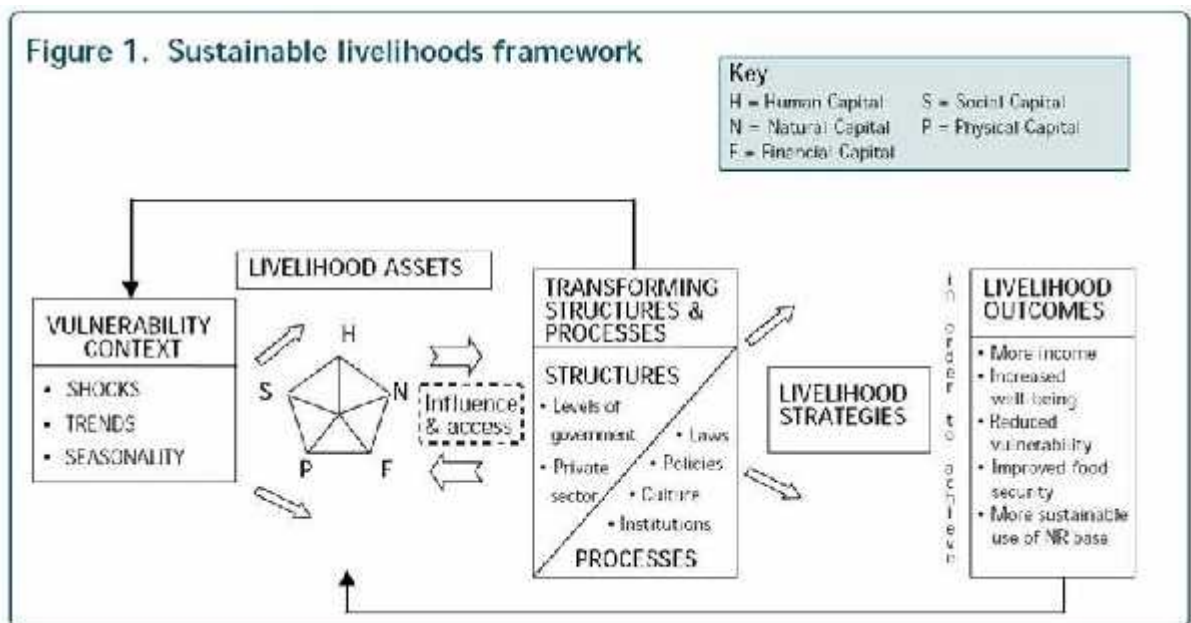 Figure 1. Sustainable livelihoods framework
Key
H = Human Capital S = Social Capital
N = Natural Capital P = Physical Capital
F = Financial Capital
LIVELIHOOD ASSETS
VULNERABILITY
CONTEXT
• SHOCKS
• TRENDS
• SEASONALITY
H
S
N
P
F
Influence
& access
TRANSFORMING
STRUCTURES &
PROCESSES
STRUCTURES
• Levels of
government
• Private
sector
• Laws
• Policies
• Culture
• Institutions
PROCESSES
LIVELIHOOD
STRATEGIES
in order to achieve
LIVELIHOOD
OUTCOMES
• More income
• Increased
well-being
• Reduced
vulnerability
• Improved food
security
• More sustainable
use of NR base